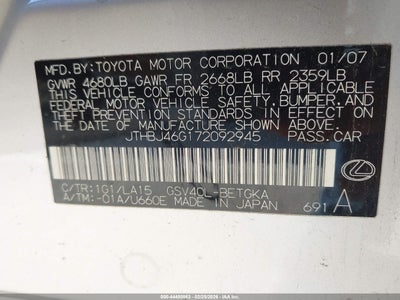 MFD.BY: TOYOTA MOTOR CORPORATION 01/07
GVWR 4680LB GAWR FR 2668LB RR 2359LB
THIS VEHICLE CONFORMS TO ALL APPLICABLE
FEDERAL MOTOR VEHICLE SAFETY, BUMPER, AND
THEFT PREVENTION STANDARDS IN EFFECT ON
THE DATE OF MANUFACTURE SHOWN ABOVE.
JTHBJ46G172092945 PASS.CAR
C/TR:1G1/LA15 GSV40L-BETGKA
A/TM:-01A/U660E MADE IN JAPAN 691 A